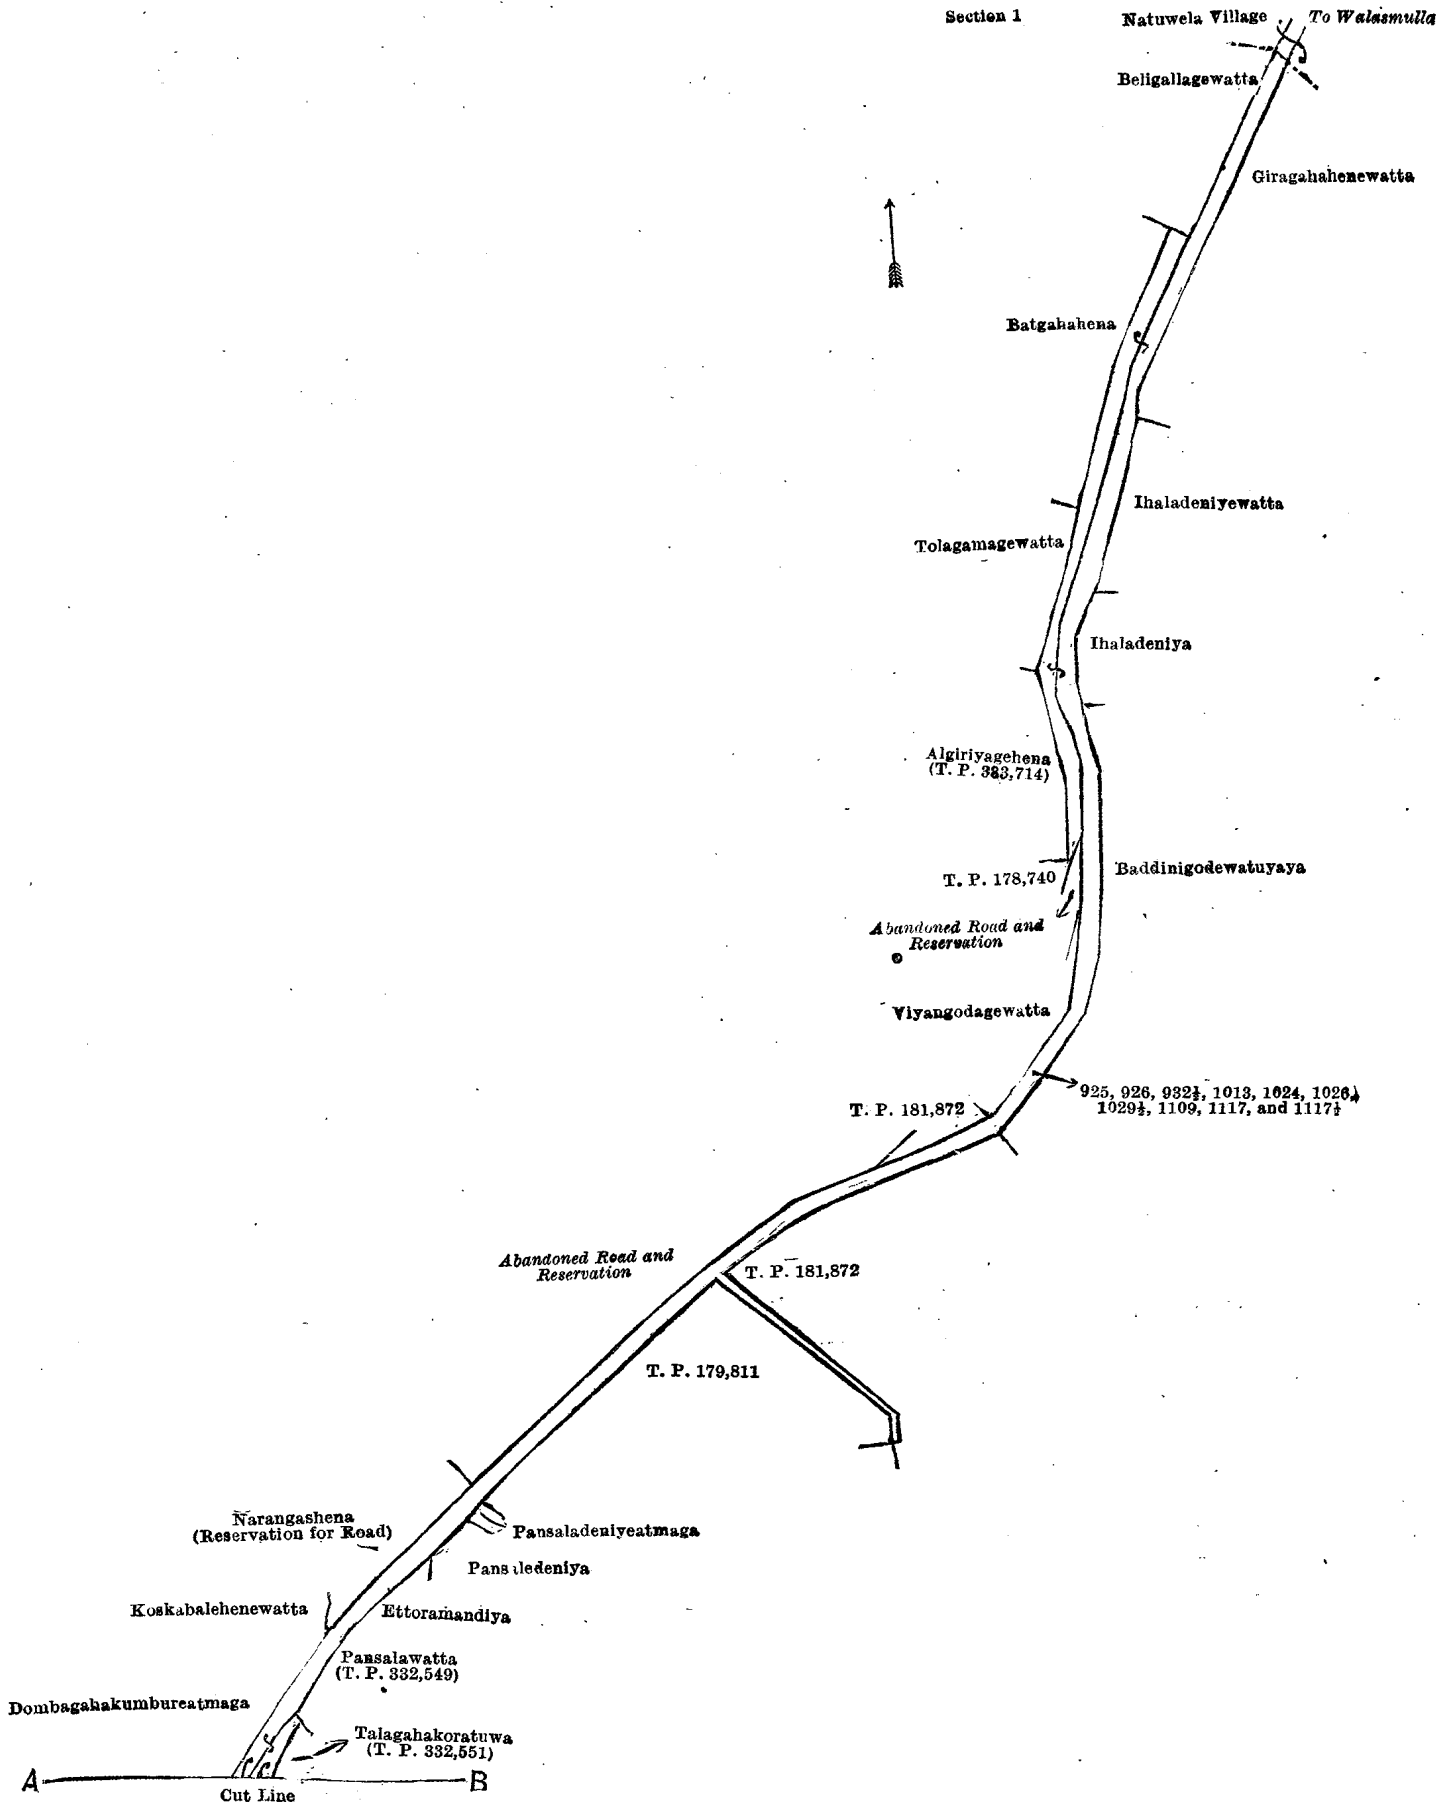 Section 1
Natuwela Village
To Walasmulla
Beligallagewatta
Giragahahenewatta
Batgahahena
Ihaladeniyewatta
Tolagamagewatta
Ihaladeniya
Algiriyagehena
(T. P. 383,714)
Baddinigodewatuyaya
T. P. 178,740
Abandoned Road and
Reservation
Viyangodagewatta
925, 926, 932½, 1013, 1024, 1026,
1029½, 1109, 1117, and 1117½
T. P. 181,872
Abandoned Road and
Reservation
T. P. 181,872
T. P. 179,811
Narangashena
(Reservation for Road)
Pansaladeniyeatmaga
Pansaledeniya
Koskabalehenewatta
Ettoramandiya
Pansalawatta
(T. P. 332,549)
Dombagahakumbureatmaga
Talagahakoratuwa
(T. P. 332,551)
A
B
Cut Line